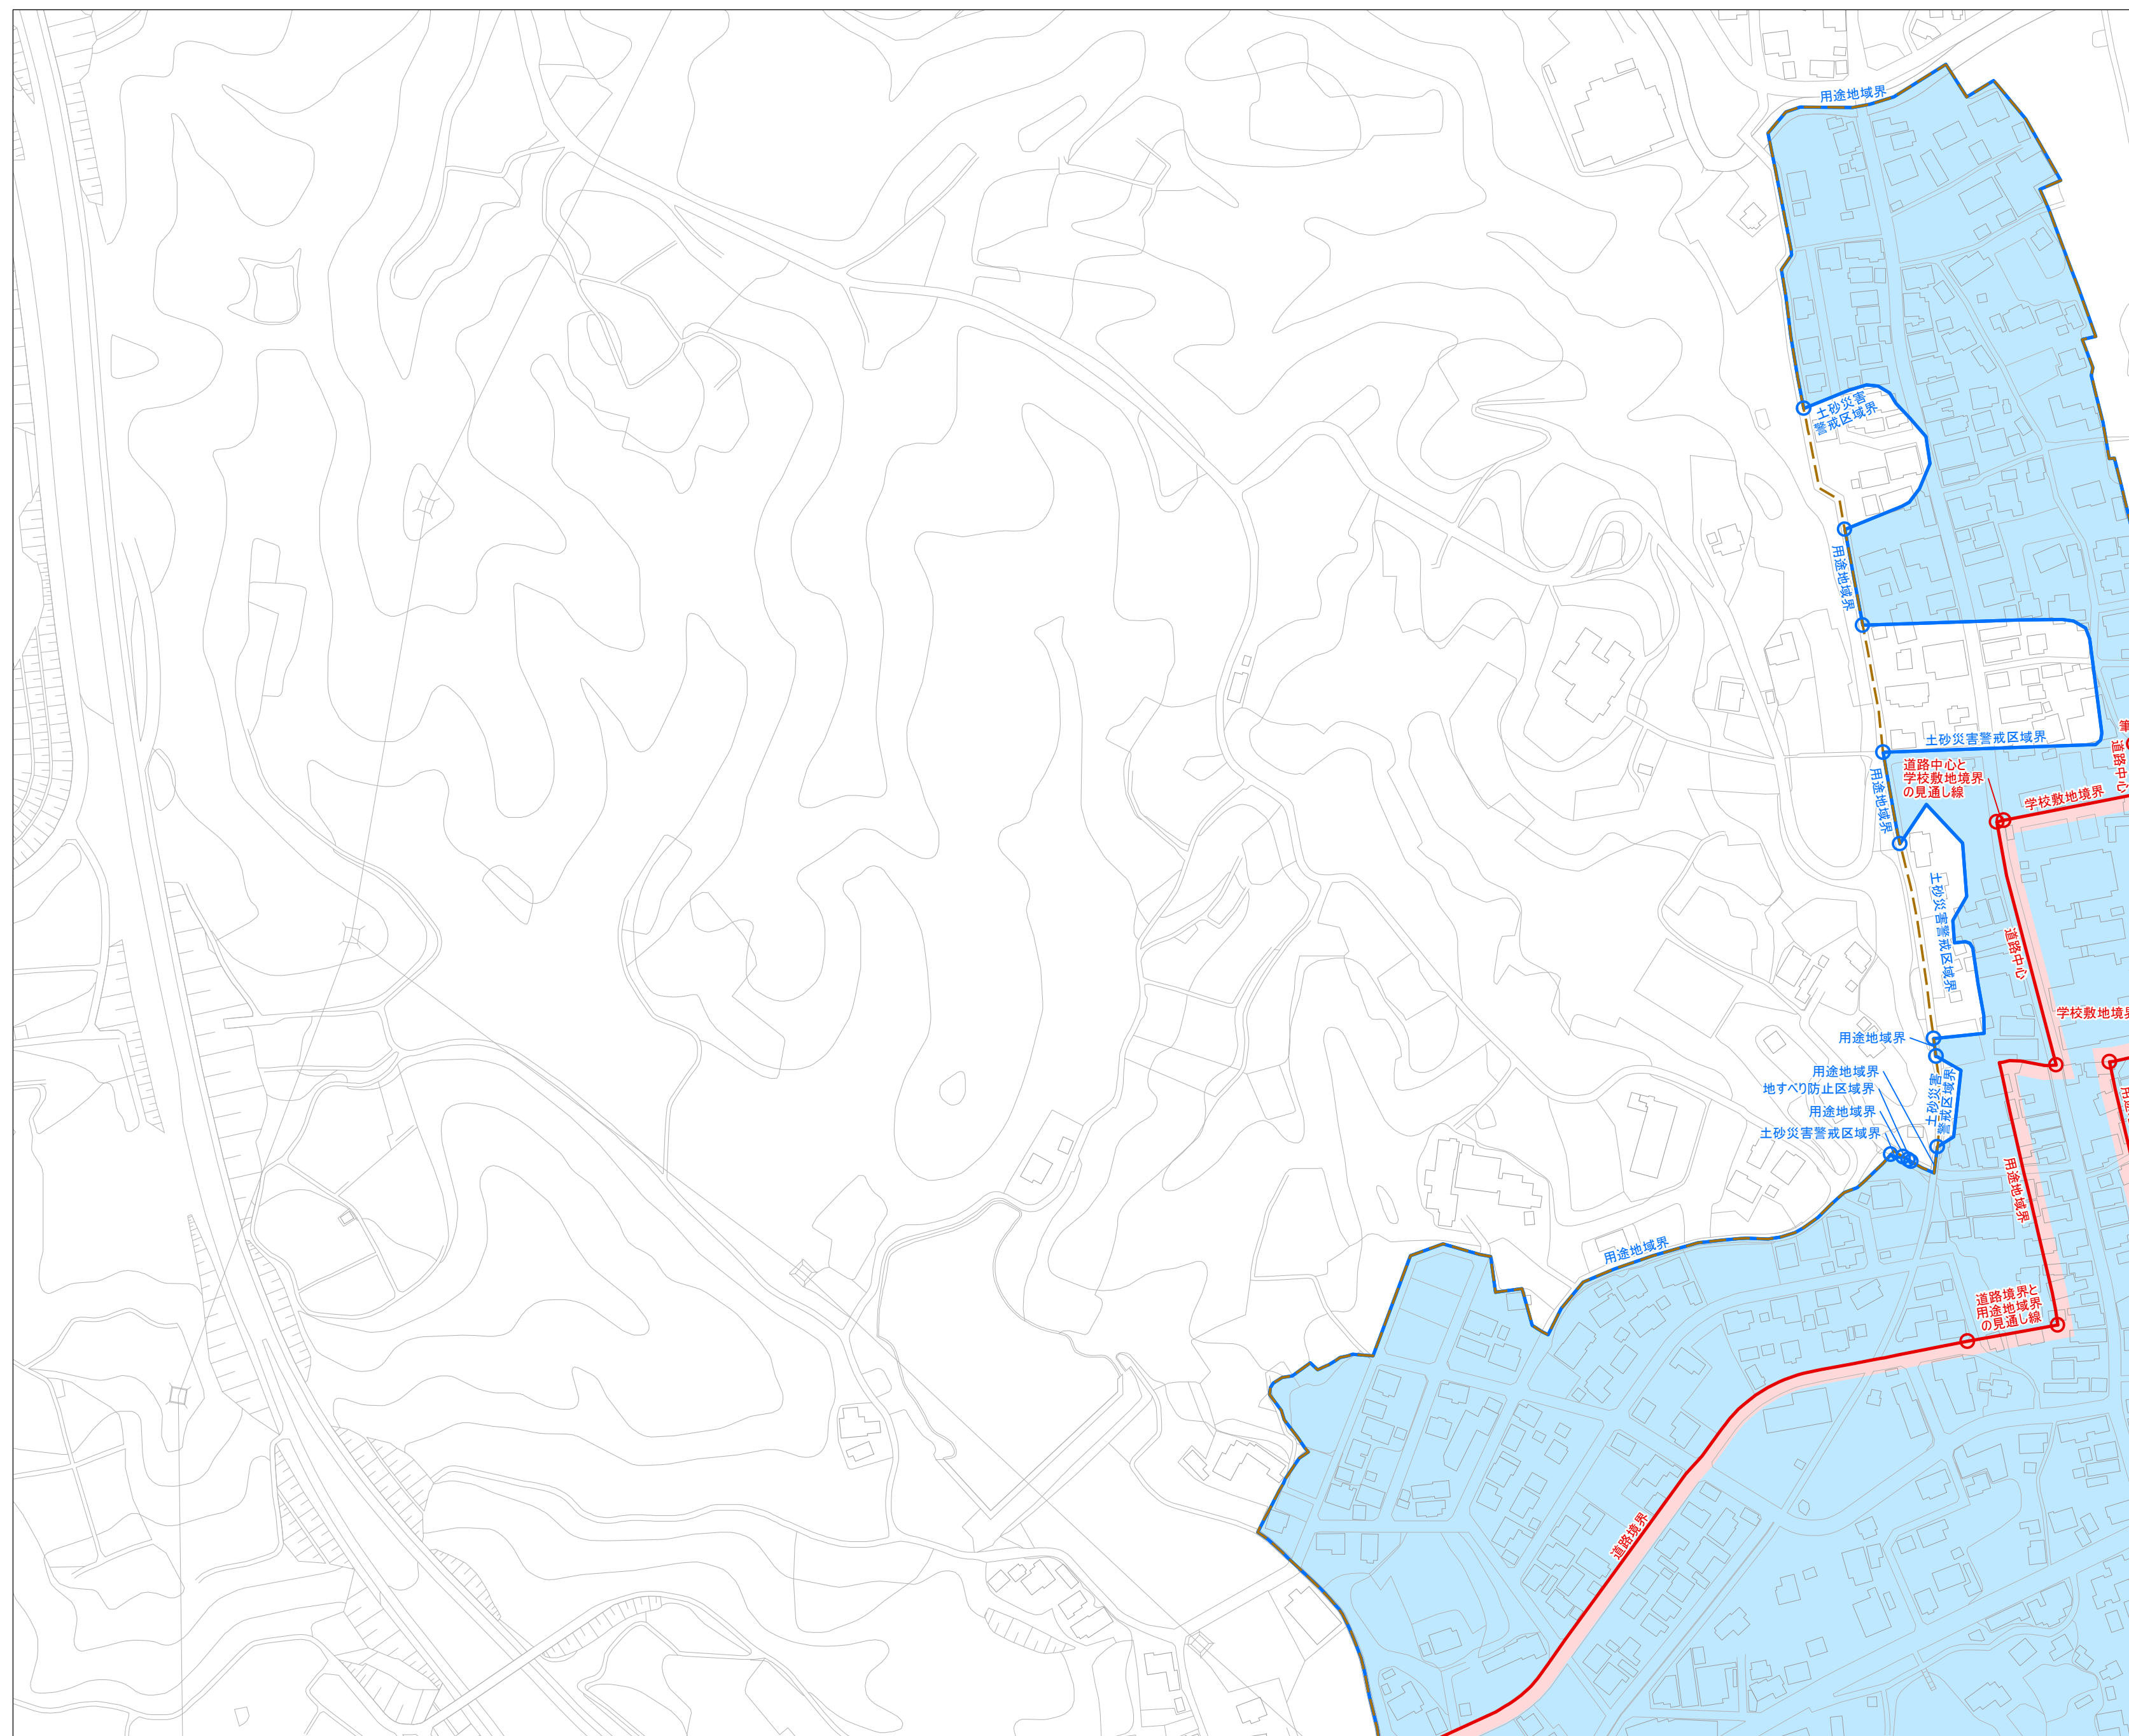 用途地域界
土砂災害
警戒区域界
用途地域界
筆
土砂災害警戒区域界
道路中心
道路中心と
学校敷地境界
の見通し線
用途地域界
学校敷地境界
土砂災害警戒区域界
道路中心
学校敷地境界
用途地域界
用途地域界
地すべり防止区域界
用途地域界
土砂災害警戒区域界
土砂災害
警戒区域界
用途地域界
用途地域界
道路境界と
用途地域界
の見通し線
道路境界